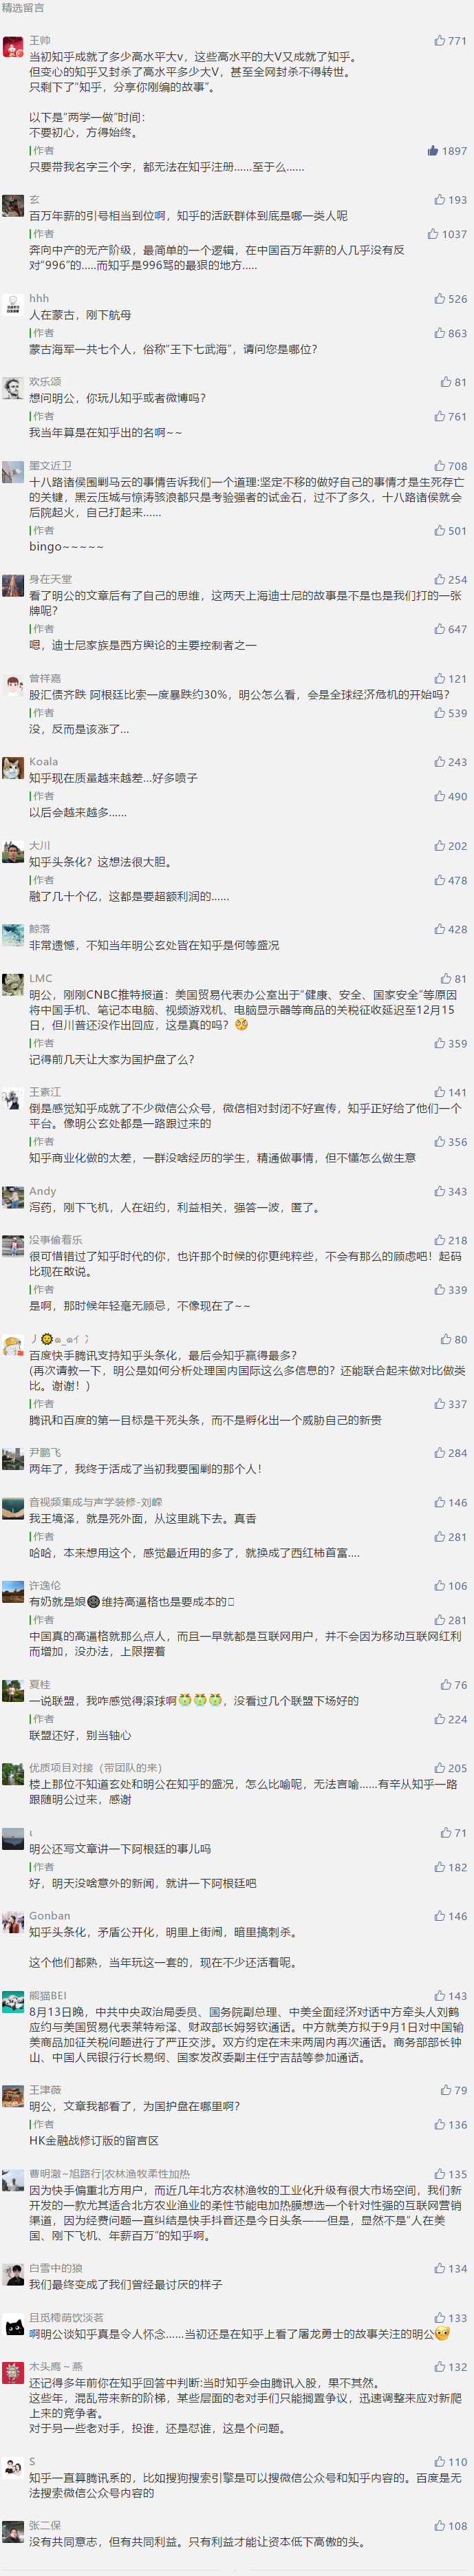 精选留言
王帅
771
当初知乎成就了多少高水平大v，这些高水平的大V又成就了知乎。
但变心的知乎又封杀了高水平多少大V，甚至全网封杀不得转世。
只剩下了“知乎，分享你刚编的故事”。
以下是“两学一做”时间：
不要初心，方得始终。
作者
1897
只要带我名字三个字，都无法在知乎注册……至于么……
玄
193
百万年薪的引号相当到位啊，知乎的活跃群体到底是哪一类人呢
作者
1037
奔向中产的无产阶级，最简单的一个逻辑，在中国百万年薪的人几乎没有反
对“996”的.....而知乎是996骂的最狠的地方.....
hhh
526
人在蒙古，刚下航母
作者
863
蒙古海军一共七个人，俗称“王下七武海”，请问您是哪位？
欢乐颂
81
想问明公，你玩儿知乎或者微博吗？
作者
761
我当年算是在知乎出的名啊~~
墨文近卫
708
十八路诸侯围剿马云的事情告诉我们一个道理:坚定不移的做好自己的事情才是生死存亡
的关键，黑云压城与惊涛骇浪都只是考验强者的试金石，过不了多久，十八路诸侯就会
后院起火，自己打起来……
作者
501
bingo~~~~~
身在天堂
254
看了明公的文章后有了自己的思维，这两天上海迪士尼的故事是不是也是我们打的一张
牌呢？
作者
647
嗯，迪士尼家族是西方舆论的主要控制者之一
曾祥嘉
121
股汇债齐跌 阿根廷比索一度暴跌约30%，明公怎么看，会是全球经济危机的开始吗？
作者
539
没，反而是该涨了...
Koala
243
知乎现在质量越来越差...好多喷子
作者
490
以后会越来越多……
大川
202
知乎头条化？这想法很大胆。
作者
478
融了几十个亿，这都是要超额利润的……
鲸落
428
非常遗憾，不知当年明公玄处皆在知乎是何等盛况
LMC
81
明公，刚刚CNBC推特报道：美国贸易代表办公室出于“健康、安全、国家安全”等原因
将中国手机、笔记本电脑、视频游戏机、电脑显示器等商品的关税征收延迟至12月15
日，但川普还没作出回应，这是真的吗？
作者
359
记得前几天让大家为国护盘了么？
王素江
141
倒是感觉知乎成就了不少微信公众号，微信相对封闭不好宣传，知乎正好给了他们一个
平台。像明公玄处都是一路跟过来的
作者
356
知乎商业化做的太差，一群没啥经历的学生，精通做事情，但不懂怎么做生意
Andy
343
泻药，刚下飞机，人在纽约，利益相关，强答一波，匿了。
没事偷着乐
218
很可惜错过了知乎时代的你，也许那个时候的你更纯粹些，不会有那么的顾虑吧！起码
比现在敢说。
作者
339
是啊，那时候年轻毫无顾忌，不像现在了~~
80
百度快手腾讯支持知乎头条化，最后会知乎赢得最多？
(再次请教一下，明公是如何分析处理国内国际这么多信息的？还能联合起来做对比做类
比。谢谢！)
作者
337
腾讯和百度的第一目标是干死头条，而不是孵化出一个威胁自己的新贵
尹鹏飞
284
两年了，我终于活成了当初我要围剿的那个人！
音视频集成与声学装修-刘嵘
146
我王境泽，就是死外面，从这里跳下去。真香
作者
281
哈哈，本来想用这个，感觉最近用的多了，就换成了西红柿首富....
许逸伦
106
有奶就是娘维持高逼格也是要成本的
作者
281
中国真的高逼格就那么点人，而且一早就都是互联网用户，并不会因为移动互联网红利
而增加，没办法，上限摆着
夏桂
76
一说联盟，我咋感觉得滚球啊，没看过几个联盟下场好的
作者
224
联盟还好，别当轴心
优质项目对接（带团队的来）
205
楼上那位不知道玄处和明公在知乎的盛况，怎么比喻呢，无法言喻……有辛从知乎一路
跟随明公过来，感谢
ι
71
明公还写文章讲一下阿根廷的事儿吗
作者
182
好，明天没啥意外的新闻，就讲一下阿根廷吧
Gonban
146
知乎头条化，矛盾公开化，明里上街闹，暗里搞刺杀。
这个他们都熟，当年玩这一套的，现在不少还活着呢。
熊猫BEI
143
8月13日晚，中共中央政治局委员、国务院副总理、中美全面经济对话中方牵头人刘鹤
应约与美国贸易代表莱特希泽、财政部长姆努钦通话。中方就美方拟于9月1日对中国输
美商品加征关税问题进行了严正交涉。双方约定在未来两周内再次通话。商务部部长钟
山、中国人民银行行长易纲、国家发改委副主任宁吉喆等参加通话。
王津薇
79
明公，文章我都看了，为国护盘在哪里啊？
作者
136
HK金融战修订版的留言区
曹明澈~旭路行|农林渔牧柔性加热
135
因为快手偏重北方用户，而近几年北方农林渔牧的工业化升级有很大市场空间，我们新
开发的一款尤其适合北方农业渔业的柔性节能电加热膜想选一个针对性强的互联网营销
渠道，因为经费问题一直纠结是快手抖音还是今日头条——但是，显然不是“人在美
国、刚下飞机、年薪百万”的知乎啊。
白雪中的狼
134
我们最终变成了我们曾经最讨厌的样子
且觅樗荫饮淡茗
133
啊明公谈知乎真是令人怀念……当初还是在知乎上看了屠龙勇士的故事关注的明公
木头鹰～燕
132
还记得多年前你在知乎回答中判断:当时知乎会由腾讯入股，果不其然。
这些年，混乱带来新的阶梯，某些层面的老对手们只能搁置争议，迅速调整来应对新爬
上来的竞争者。
对于另一些老对手，投谁，还是怼谁，这是个问题。
S
110
知乎一直算腾讯系的，比如搜狗搜索引擎是可以搜微信公众号和知乎内容的。百度是无
法搜索微信公众号内容的
张二保
108
没有共同意志，但有共同利益。只有利益才能让资本低下高傲的头。